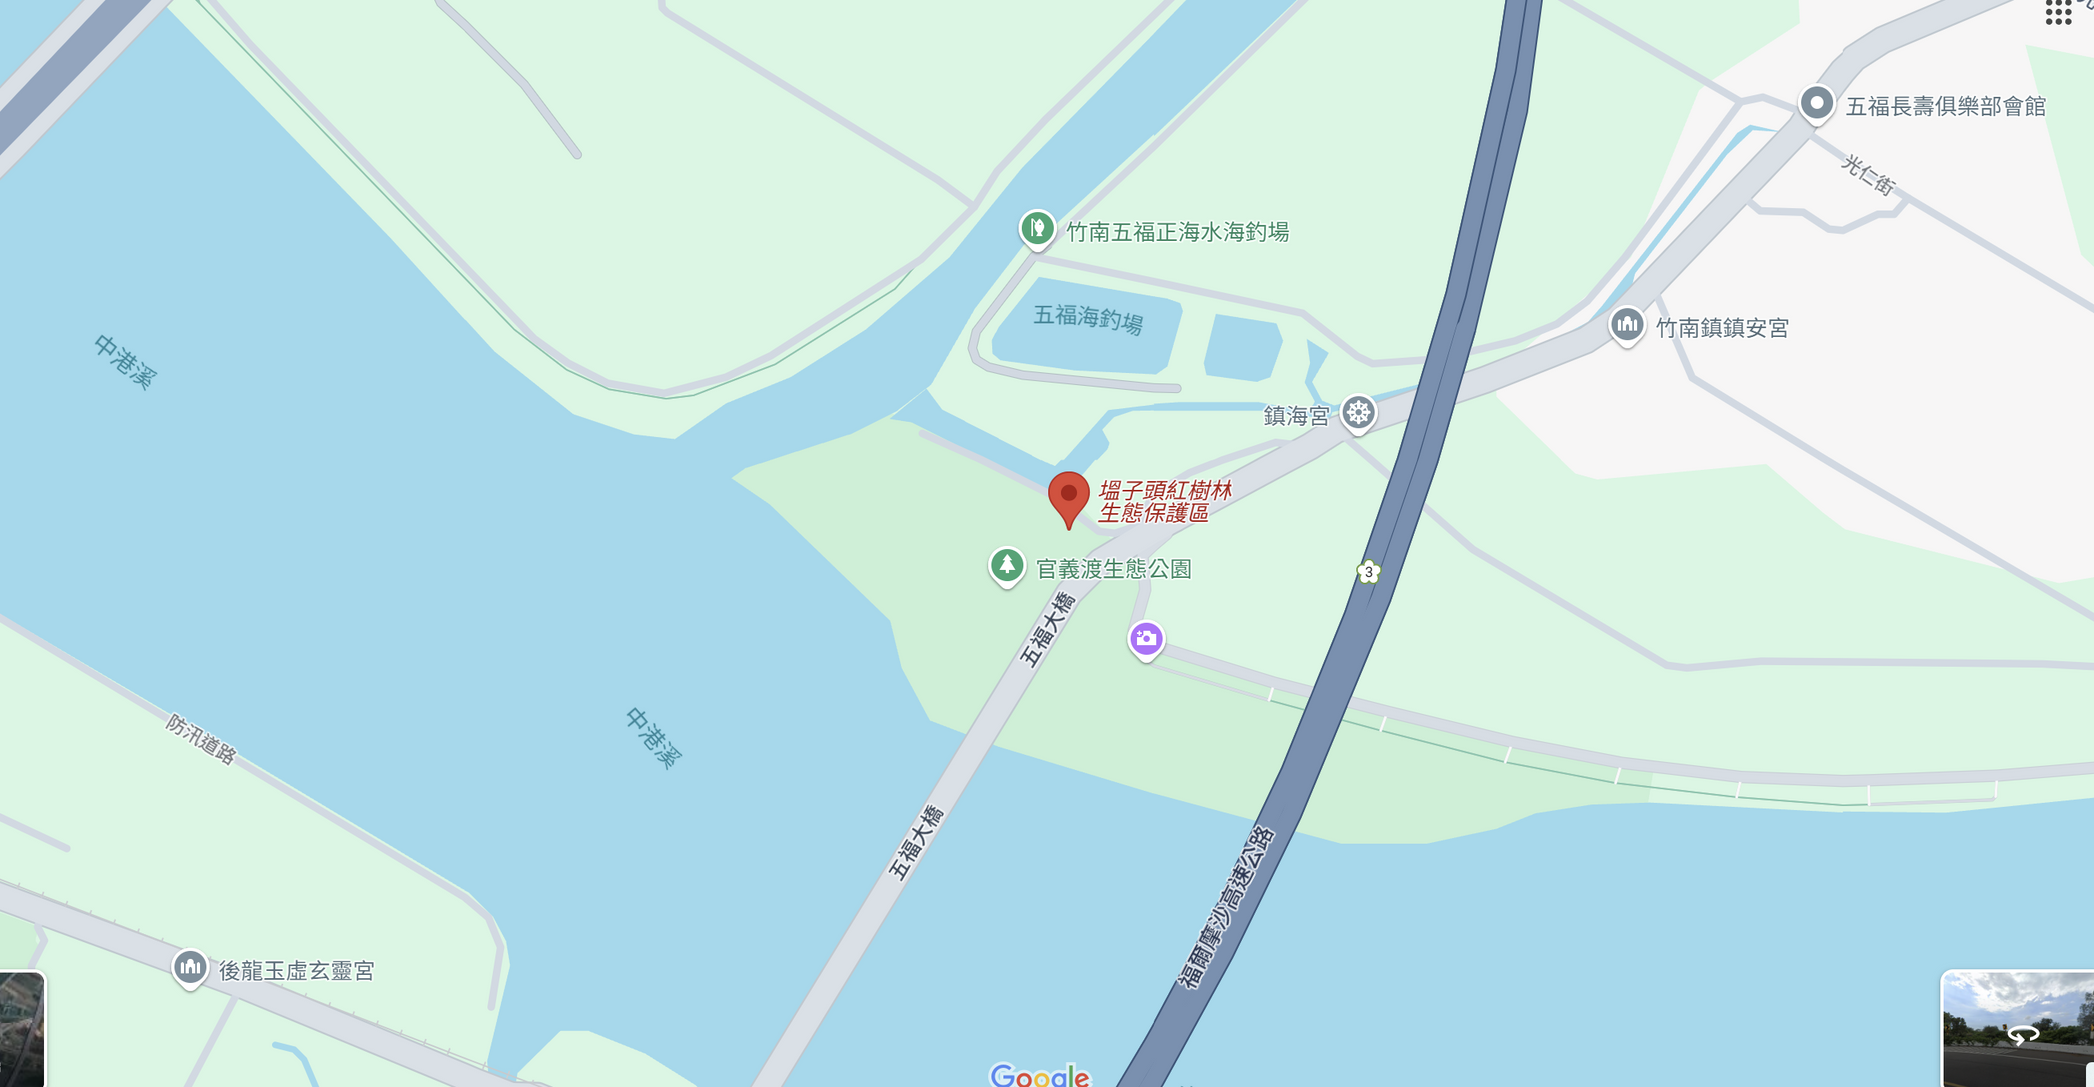 五福長壽俱樂部會館
光仁街
竹南五福正海水海釣場
五福海釣場
竹南鎮鎮安宮
中港溪
鎮海宮
塭子頭紅樹林
生態保護區
官義渡生態公園
3
五福大橋
中港溪
防汛道路
五福大橋
福爾摩沙高速公路
後龍玉虛玄靈宮
Google